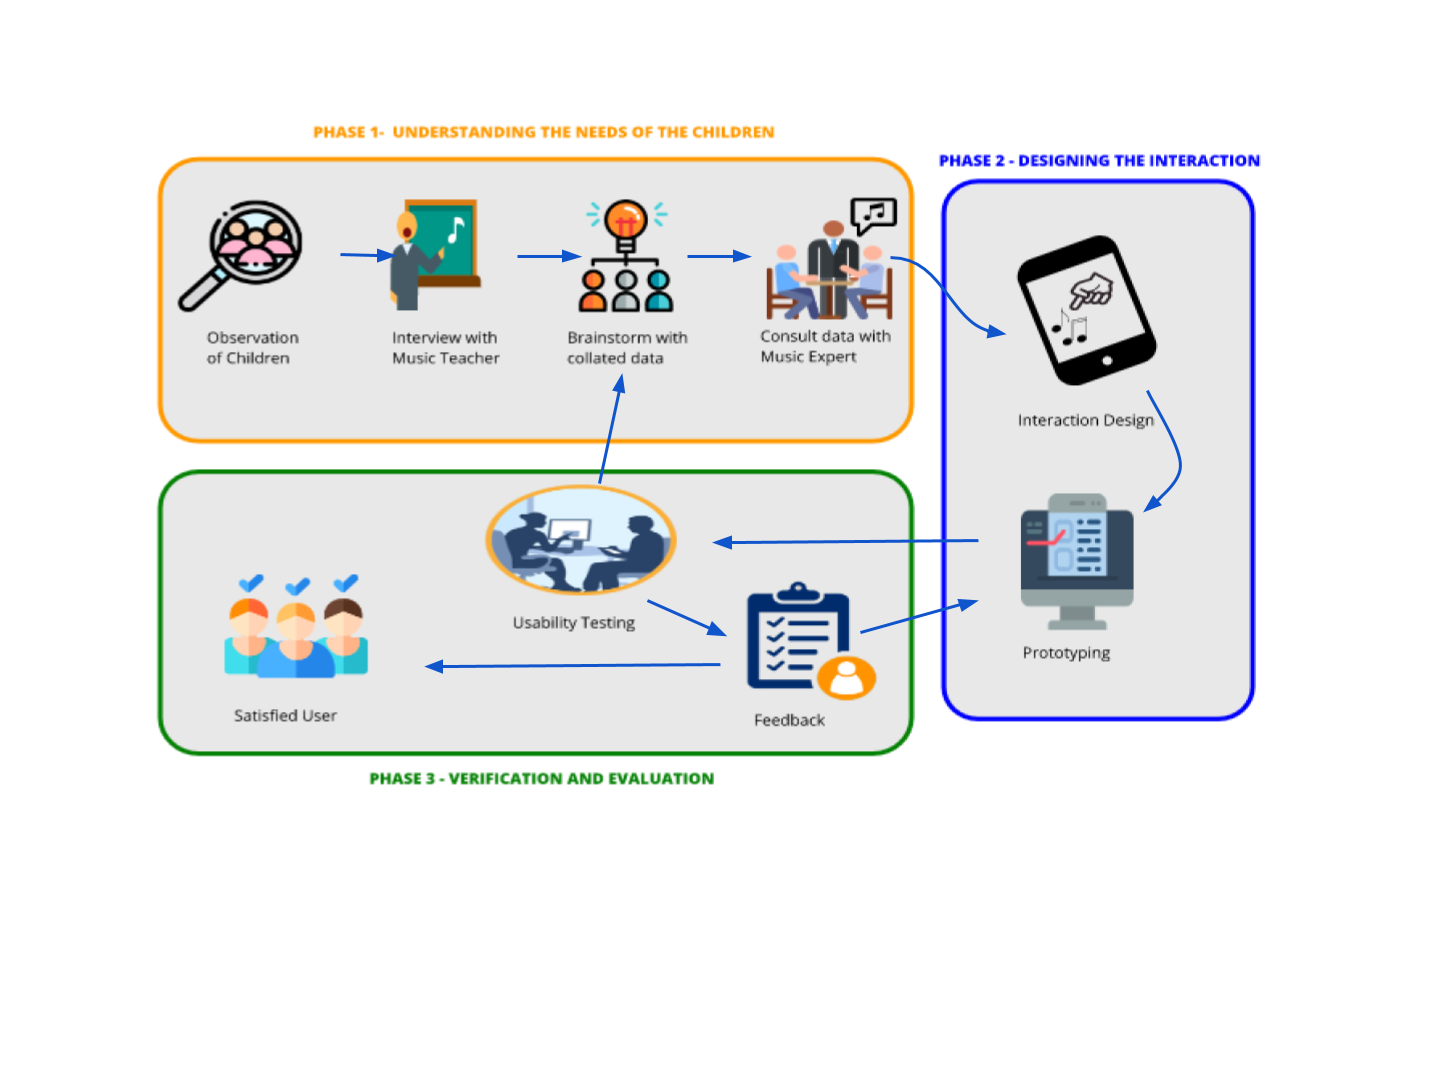 PHASE 1-  UNDERSTANDING THE NEEDS OF THE CHILDREN
PHASE 2 - DESIGNING THE INTERACTION
Observation
of Children
Interview with
Music Teacher
Brainstorm with
collated data
Consult data with
Music Expert
Interaction Design
Prototyping
Usability Testing
Feedback
Satisfied User
PHASE 3 - VERIFICATION AND EVALUATION